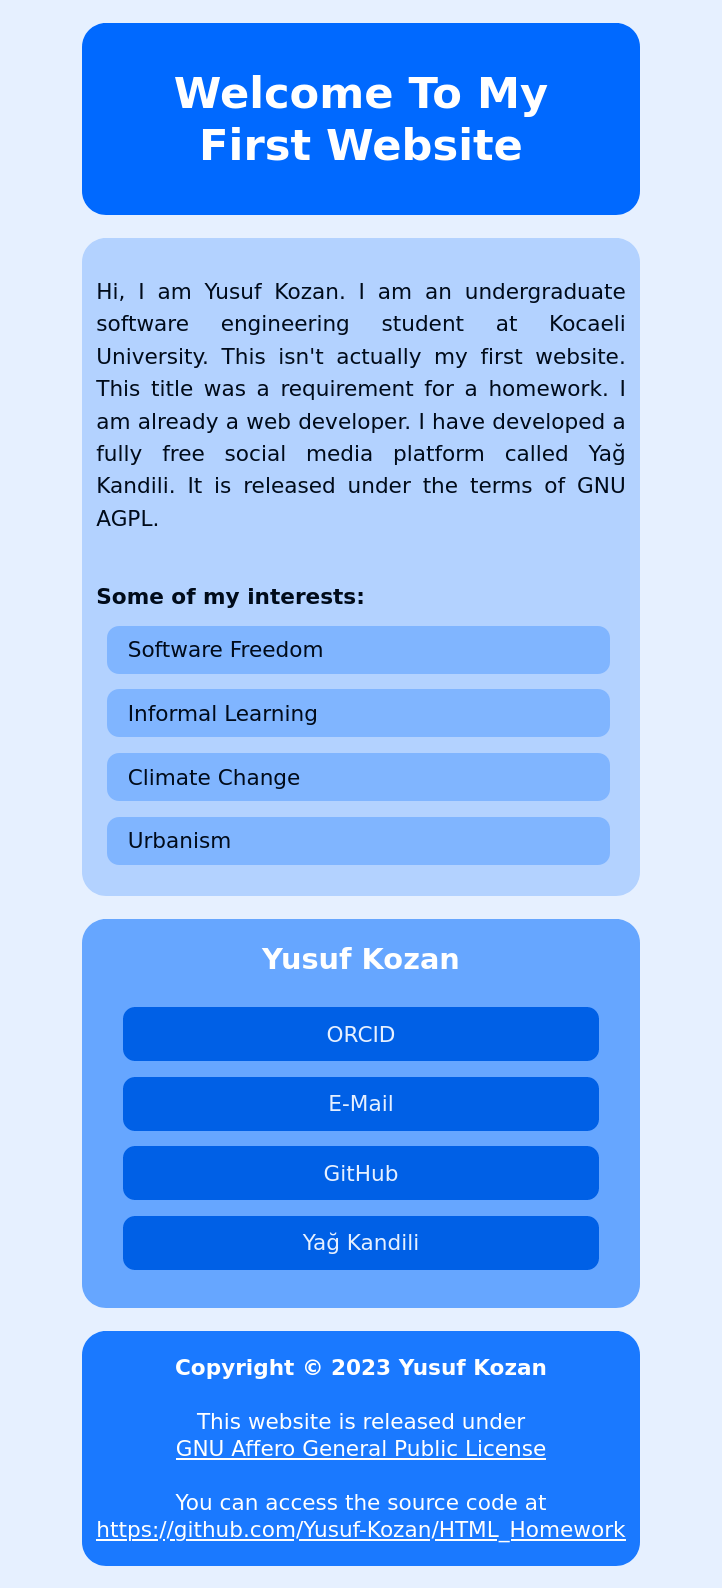 Welcome To My
First Website
Hi, I am Yusuf Kozan. I am an undergraduate
software engineering student at Kocaeli
University. This isn't actually my first website.
This title was a requirement for a homework. I
am already a web developer. I have developed a
fully free social media platform called Yağ
Kandili. It is released under the terms of GNU
AGPL.
Some of my interests:
Software Freedom
Informal Learning
Climate Change
Urbanism
Yusuf Kozan
ORCID
E-Mail
GitHub
Yağ Kandili
Copyright © 2023 Yusuf Kozan
This website is released under
GNU Affero General Public License
You can access the source code at
https://github.com/Yusuf-Kozan/HTML_Homework